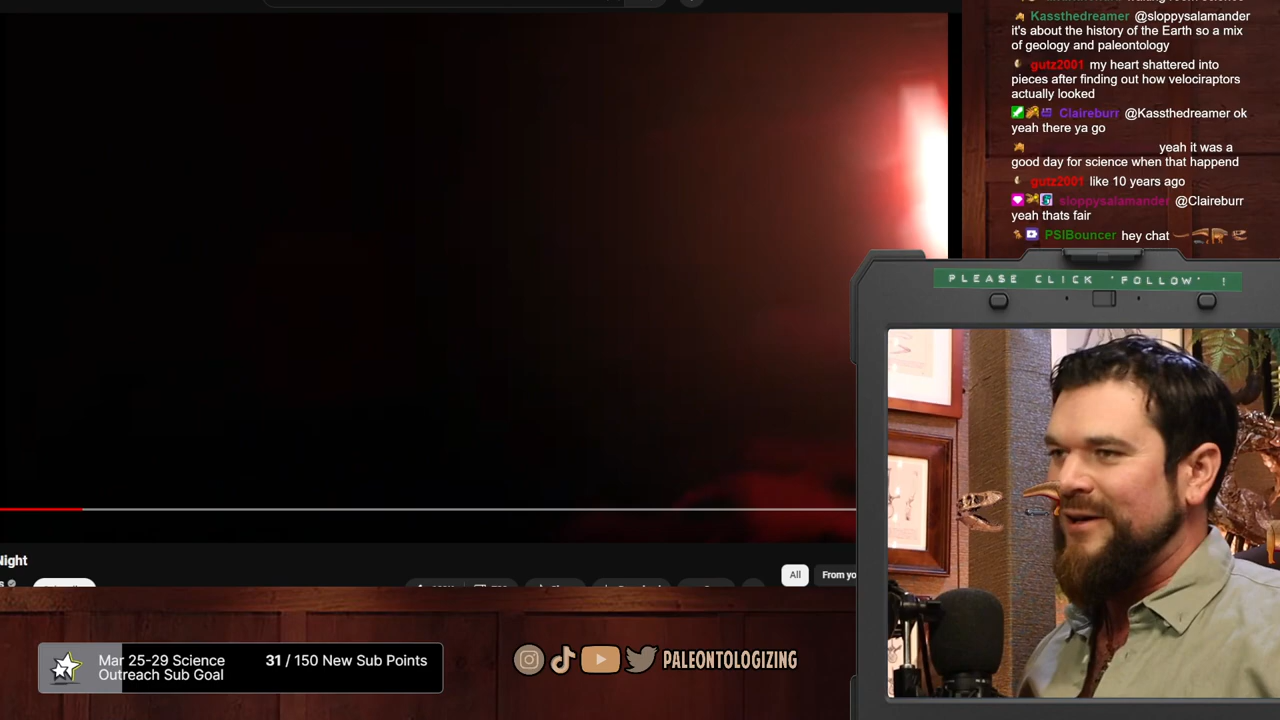 Kassthedreamer @sloppysalamander
it's about the history of the Earth so a mix
of geology and paleontology
gutz2001 my heart shattered into
pieces after finding out how velociraptors
actually looked
Claireburr @Kassthedreamer ok
yeah there ya go
yeah it was a
good day for science when that happend
gutz2001 like 10 years ago
sloppysalamander @Claireburr
yeah thats fair
PSIBouncer hey chat
PLEASE CLICK "FOLLOW" !
Night
All
From yo
Mar 25-29 Science
Outreach Sub Goal
31 / 150 New Sub Points
PALEONTOLOGIZING